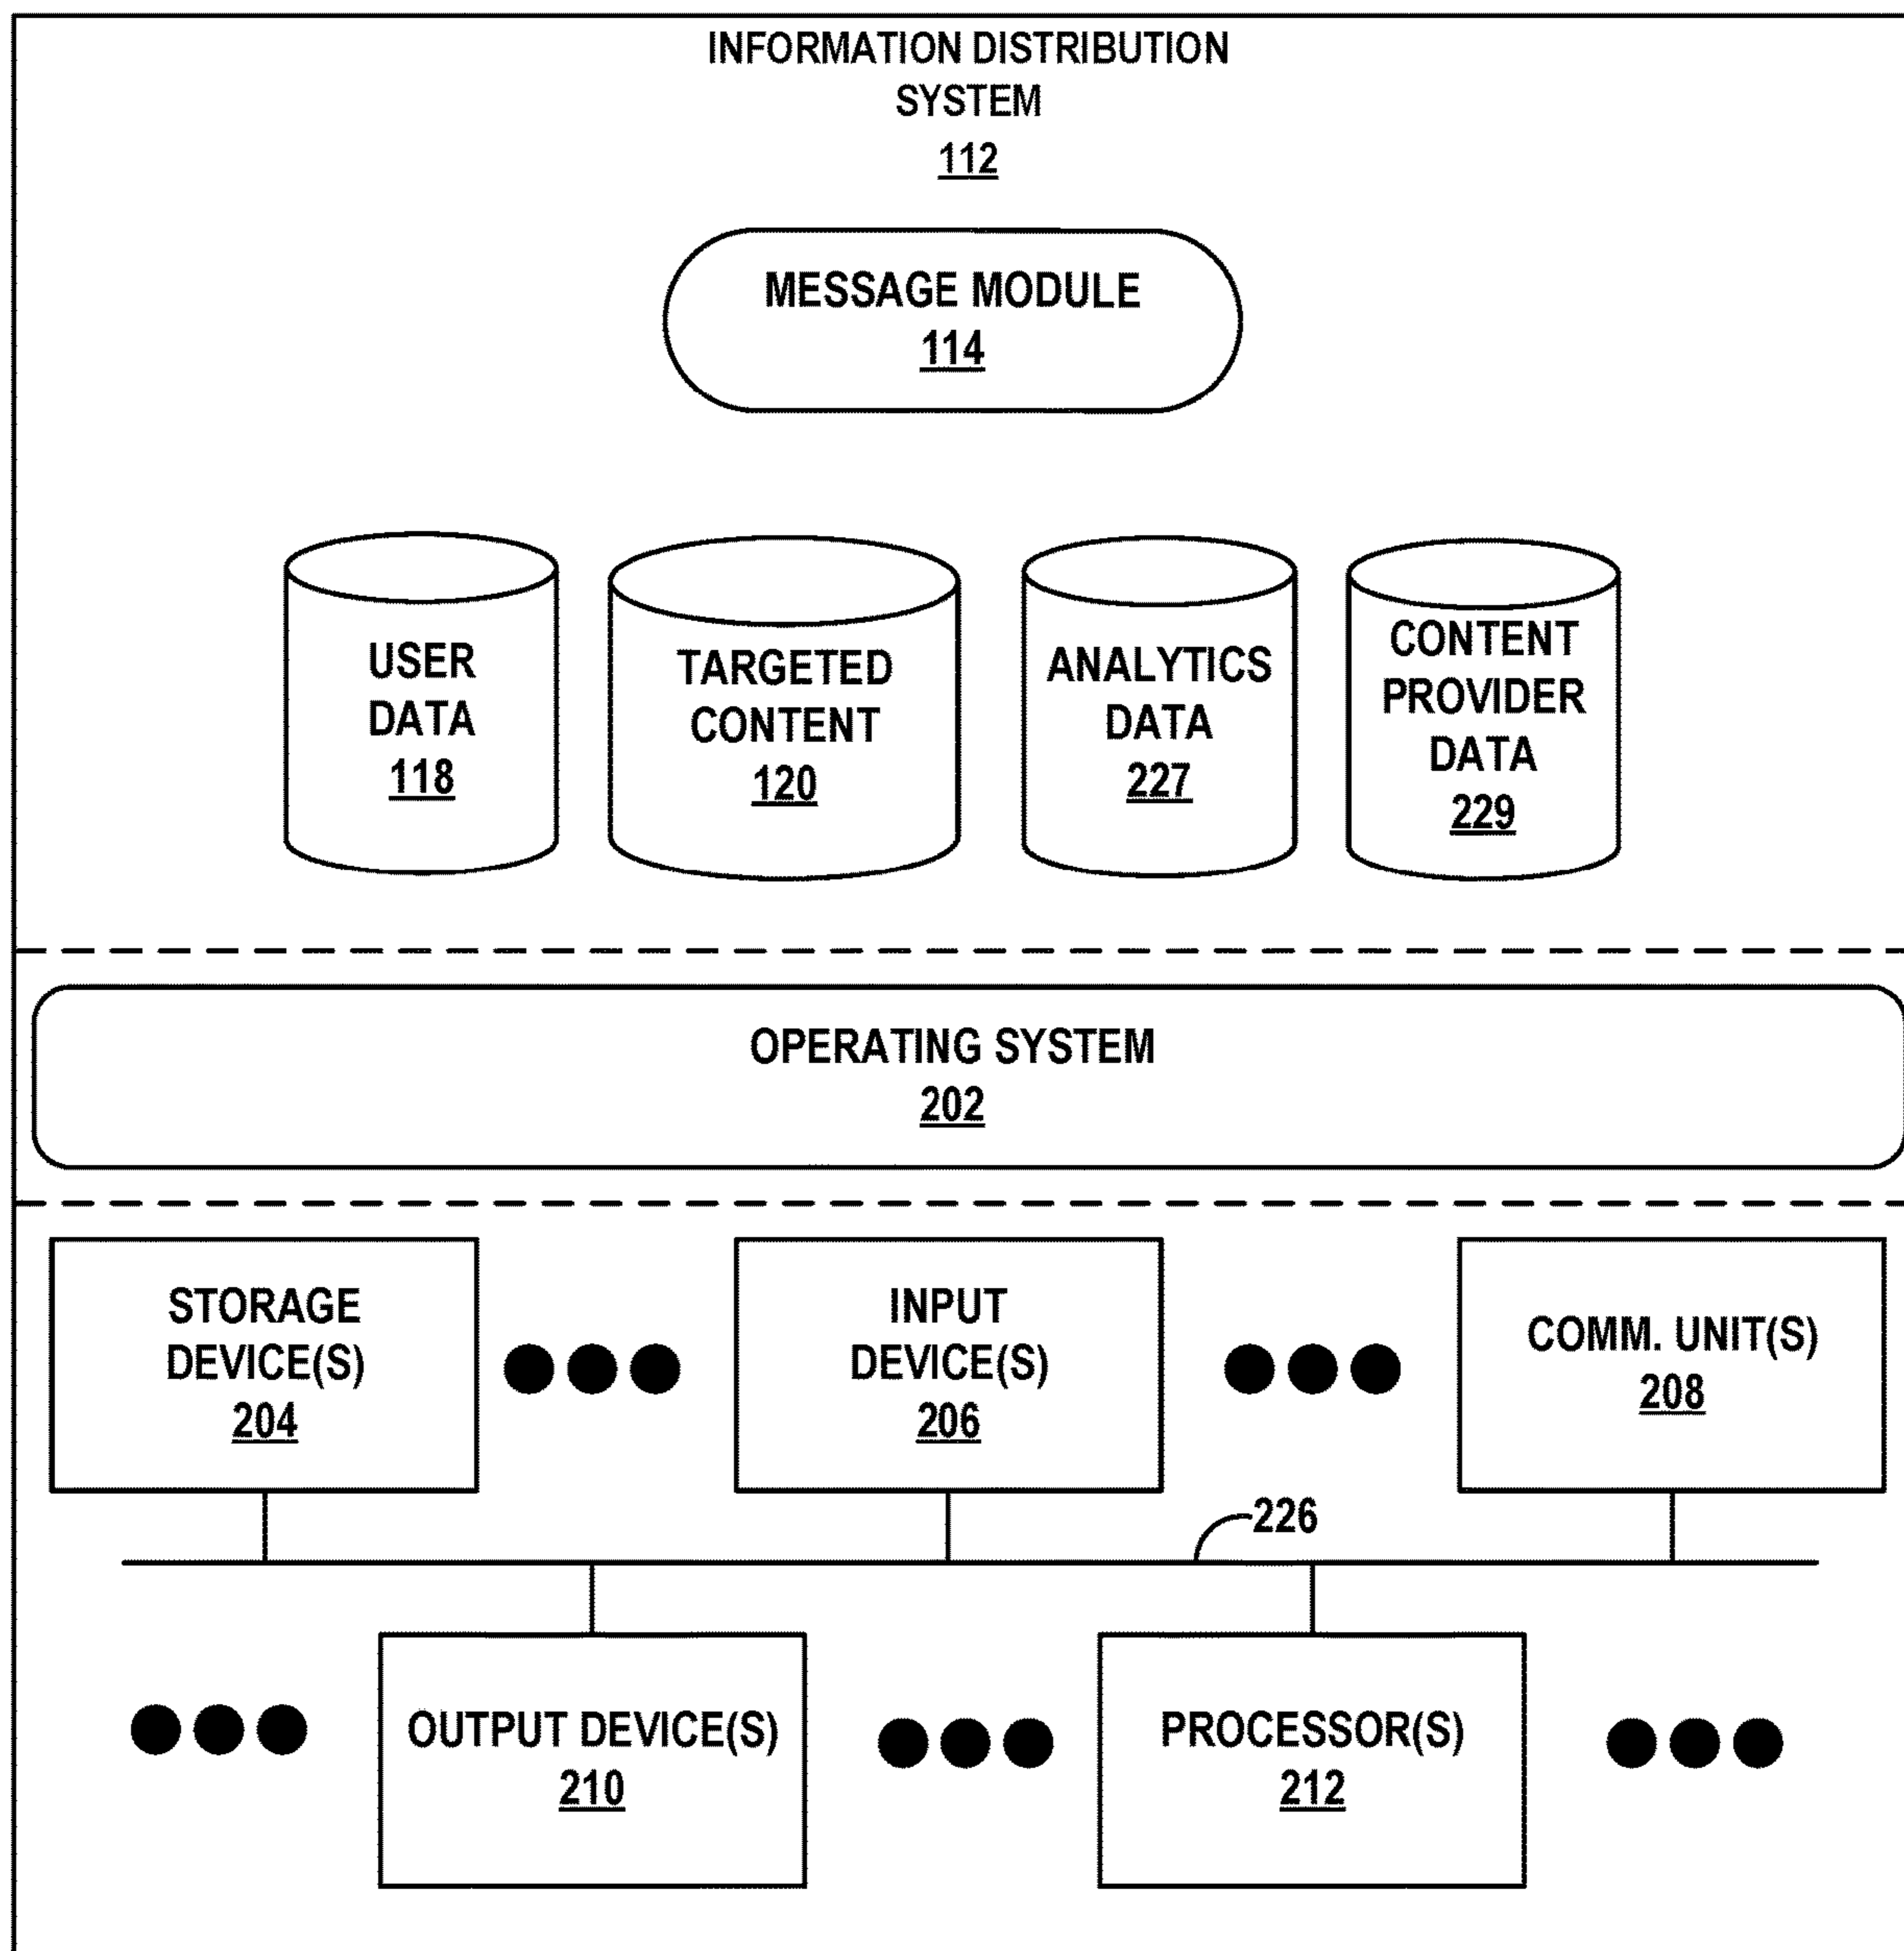 INFORMATION DISTRIBUTION
SYSTEM
112
MESSAGE MODULE
114
USER
DATA
118
TARGETED
CONTENT
120
ANALYTICS
DATA
227
CONTENT
PROVIDER
DATA
229
OPERATING SYSTEM
202
STORAGE
DEVICE(S)
204
INPUT
DEVICE(S)
206
COMM. UNIT(S)
208
226
OUTPUT DEVICE(S)
210
PROCESSOR(S)
212